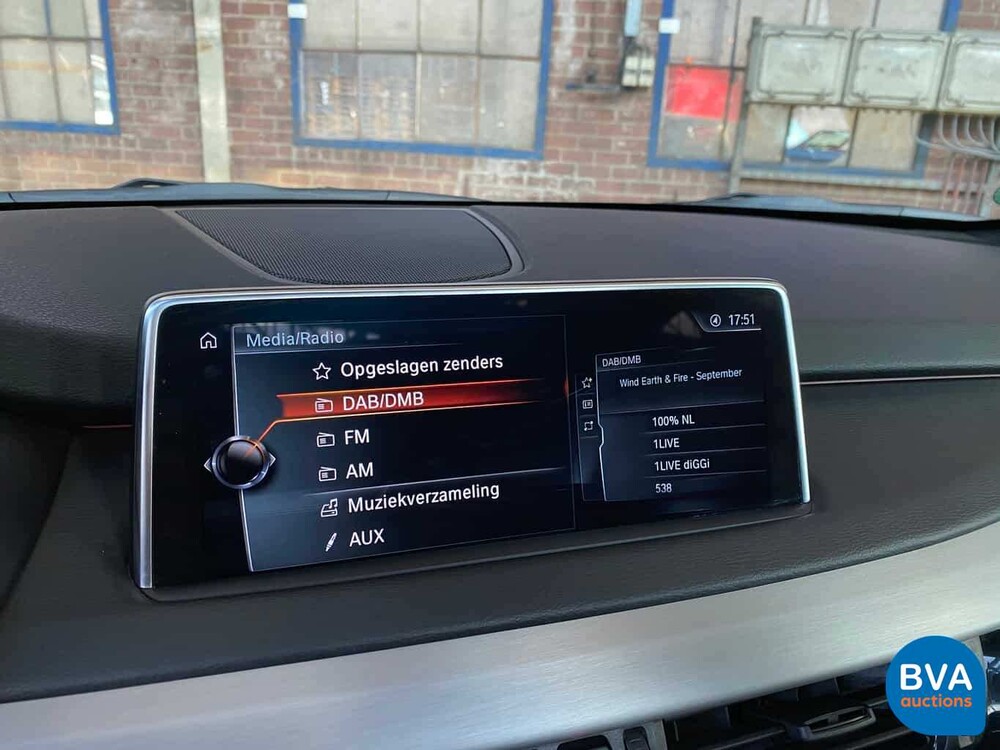 Media/Radio
Opgeslagen zenders
DAB/DMB
FM
AM
Muziekverzameling
AUX
17:51
DAB/DMB
Wind Earth & Fire - September
100% NL
1LIVE
1LIVE diGGi
538
BVA
auctions